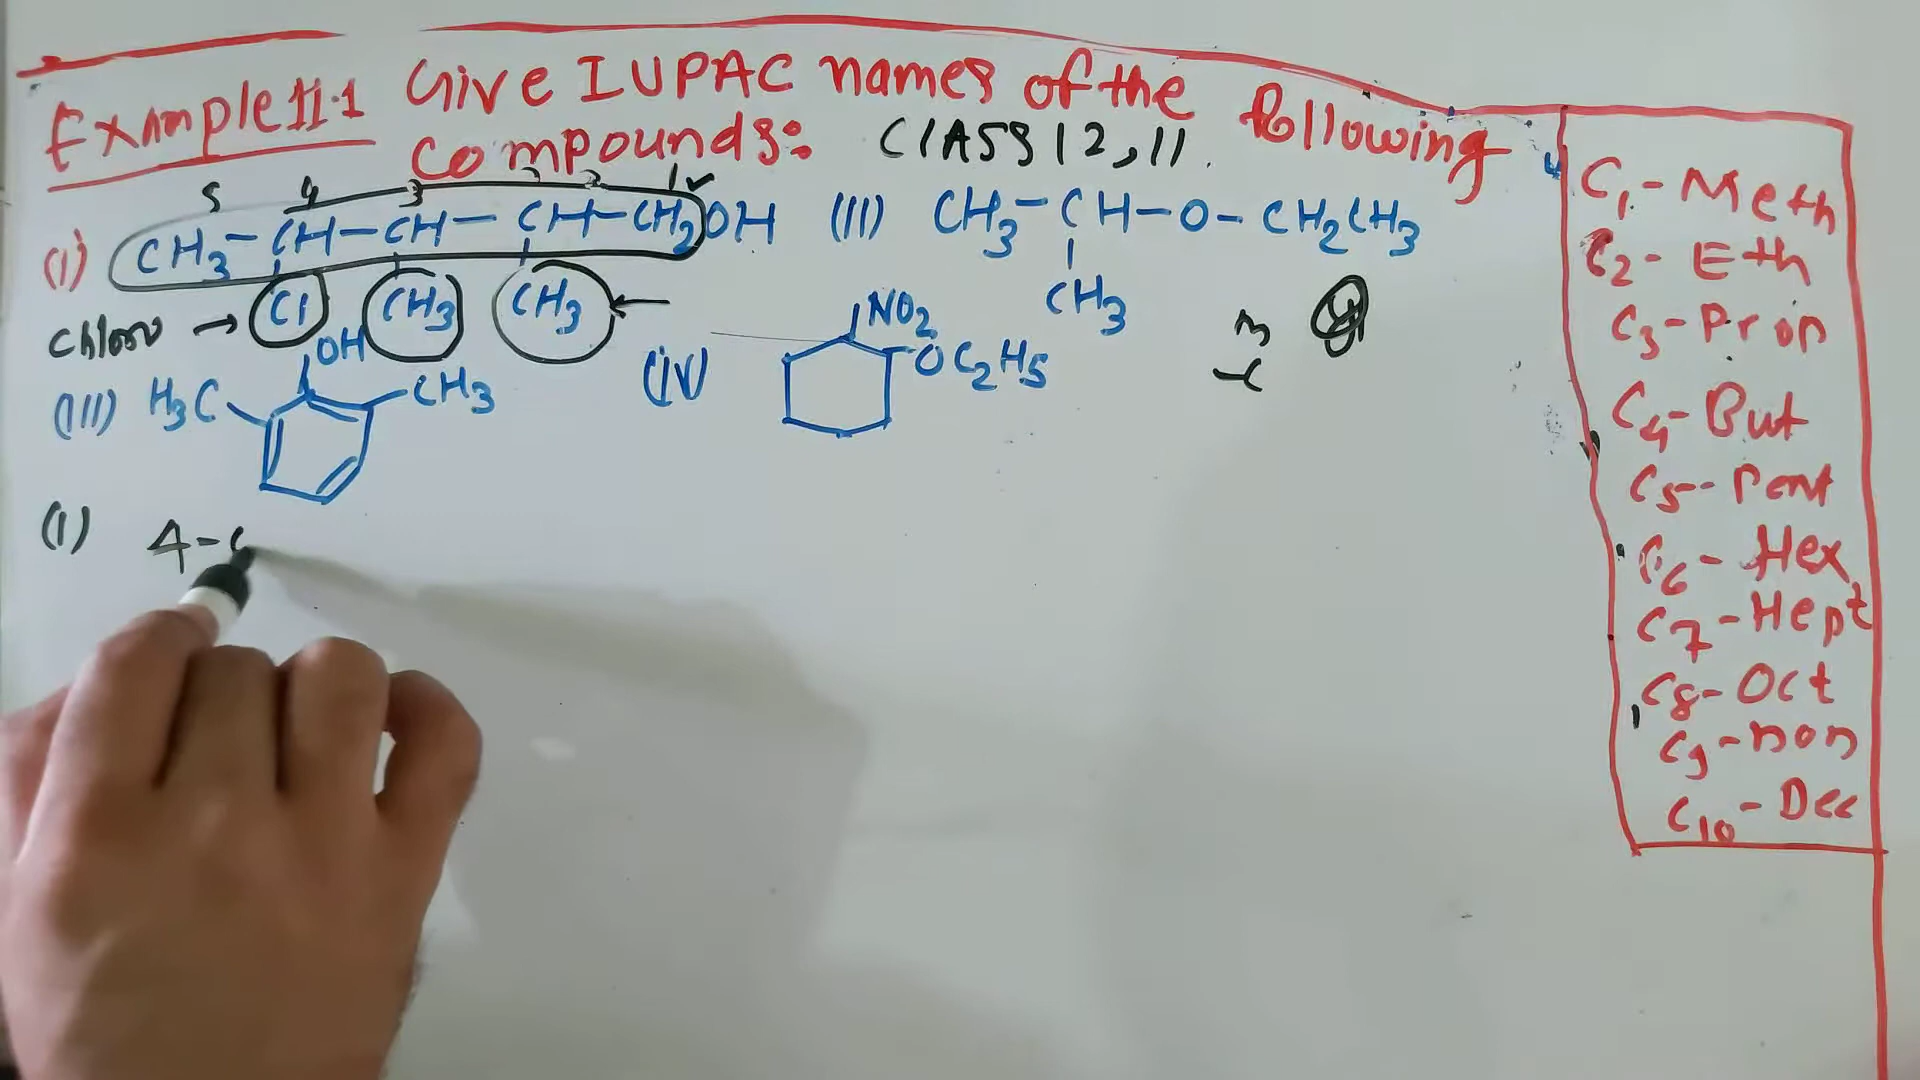 Example 11.1 Give IUPAC names of the following
compounds: CLASS 12, 11.
5 4 3 2 2 1
(i) CH3-CH-CH-CH-CH2OH (II) CH3-CH-O-CH2CH3
Chloro → Cl CH3 CH3 CH3
(III) H3C OH CH3 (IV) NO2 OC2H5
(I) 4-C
C1-Meth
C2-Eth
C3-Prop
C4-But
C5-Pent
C6-Hex
C7-Hept
C8-Oct
C9-non
C10-Dec